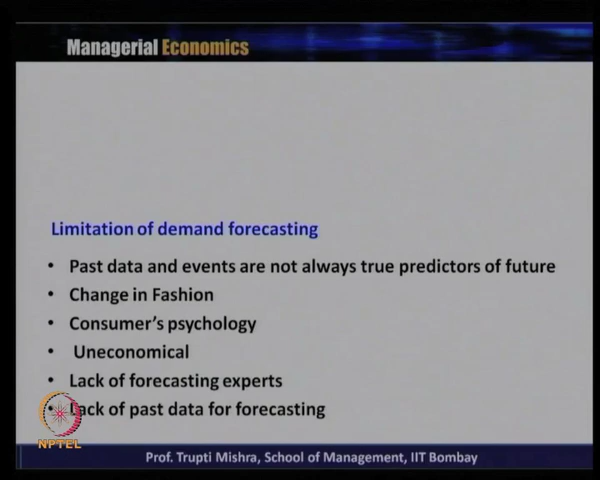 Managerial Economics
Limitation of demand forecasting
• Past data and events are not always true predictors of future
• Change in Fashion
• Consumer's psychology
• Uneconomical
• Lack of forecasting experts
• Lack of past data for forecasting
NPTEL
Prof. Trupti Mishra, School of Management, IIT Bombay